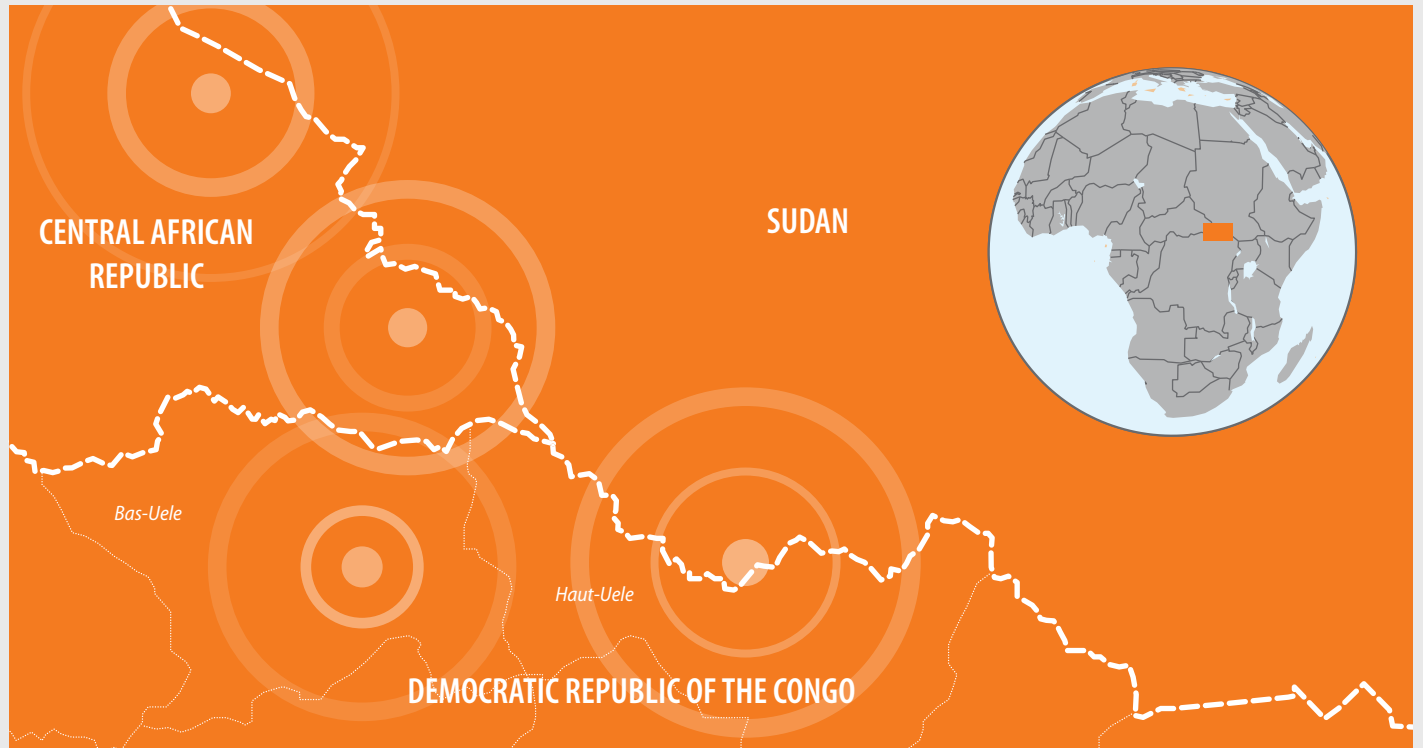 SUDAN
CENTRAL AFRICAN
REPUBLIC
Bas-Uele
Haut-Uele
DEMOCRATIC REPUBLIC OF THE CONGO